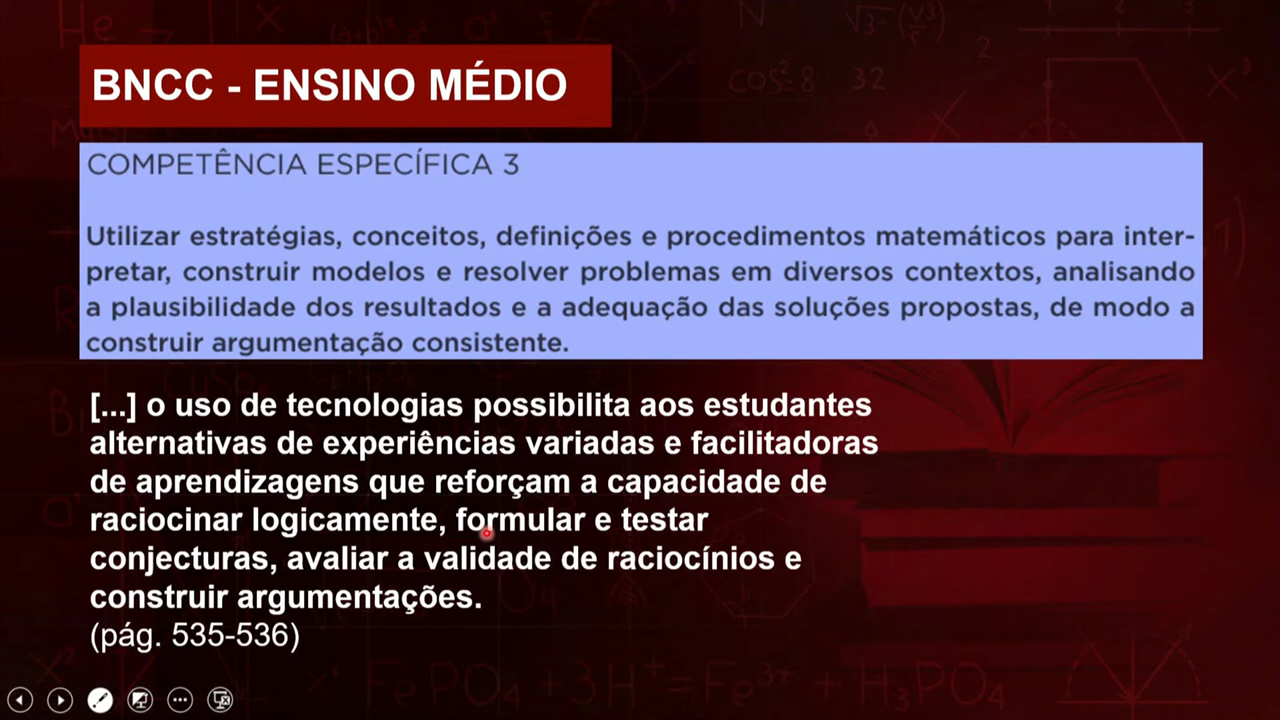 BNCC - ENSINO MÉDIO
COMPETÊNCIA ESPECÍFICA 3
Utilizar estratégias, conceitos, definições e procedimentos matemáticos para inter-
pretar, construir modelos e resolver problemas em diversos contextos, analisando
a plausibilidade dos resultados e a adequação das soluções propostas, de modo a
construir argumentação consistente.
[...] o uso de tecnologias possibilita aos estudantes
alternativas de experiências variadas e facilitadoras
de aprendizagens que reforçam a capacidade de
raciocinar logicamente, formular e testar
conjecturas, avaliar a validade de raciocínios e
construir argumentações.
(pág. 535-536)